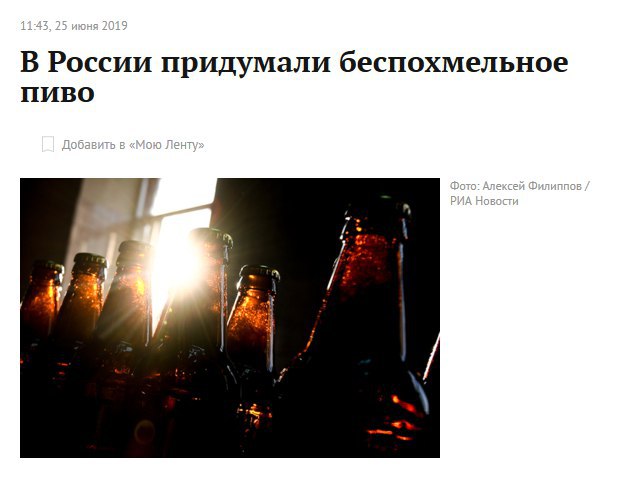 11:43, 25 июня 2019
В России придумали беспохмельное
пиво
Добавить в «Мою Ленту»
Фото: Алексей Филиппов /
РИА Новости